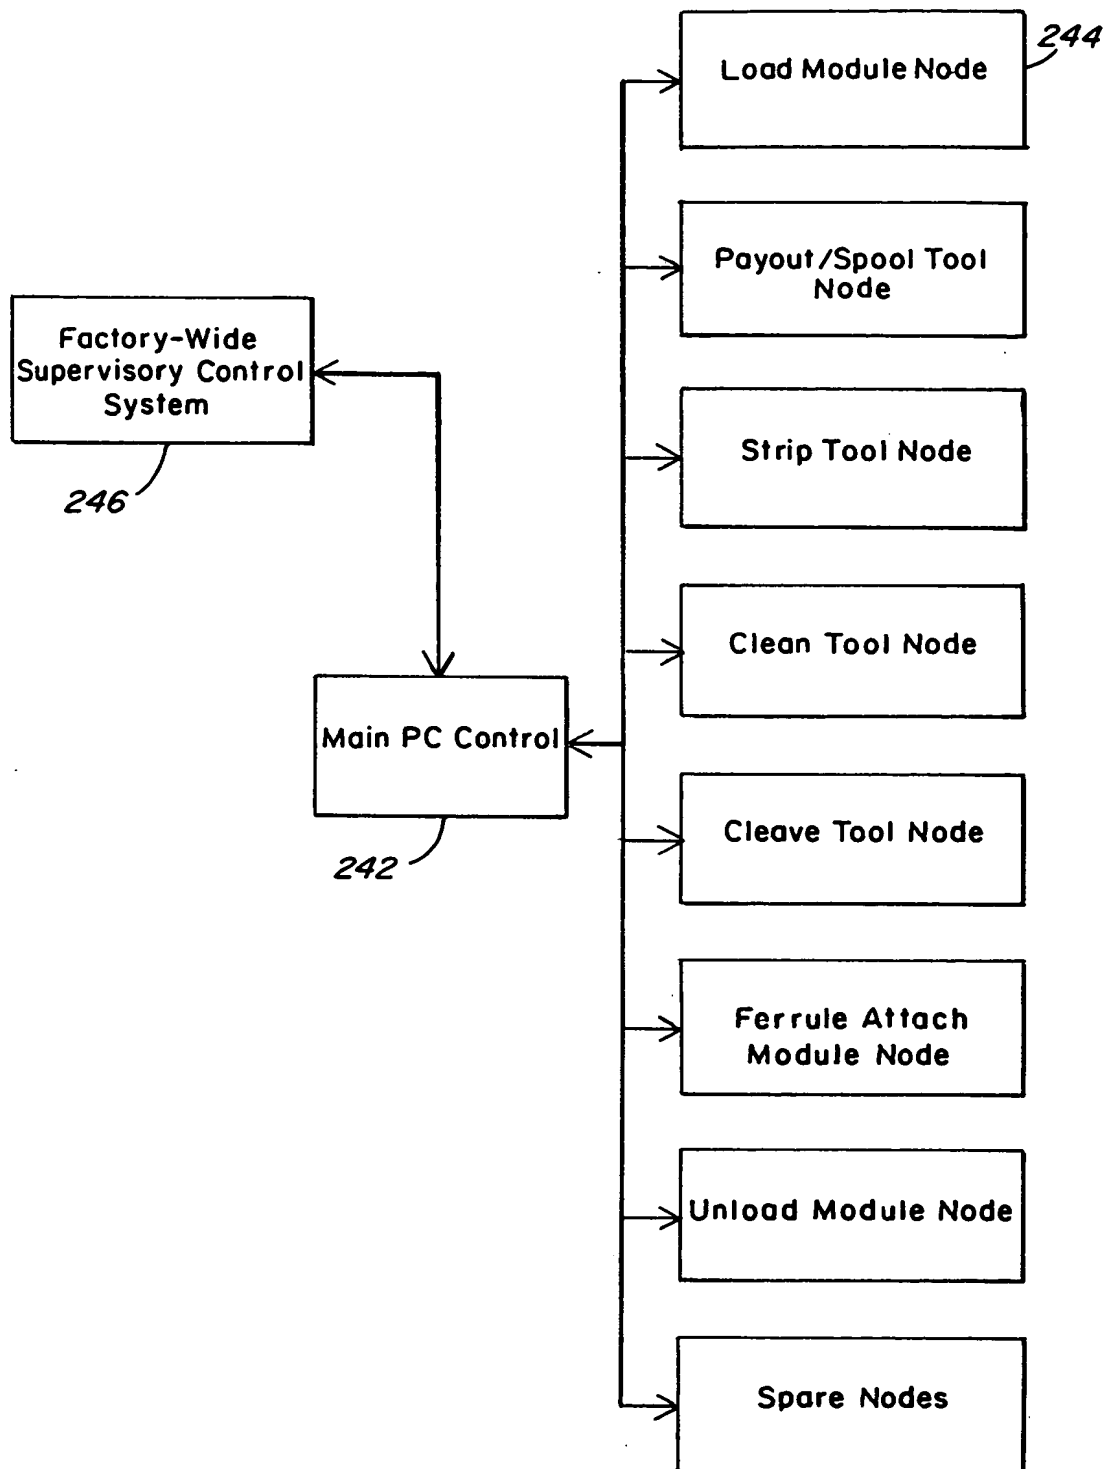 244
Load Module Node
Payout/Spool Tool
Node
Factory-Wide
Supervisory Control
System
246
Strip Tool Node
Clean Tool Node
Main PC Control
242
Cleave Tool Node
Ferrule Attach
Module Node
Unload Module Node
Spare Nodes